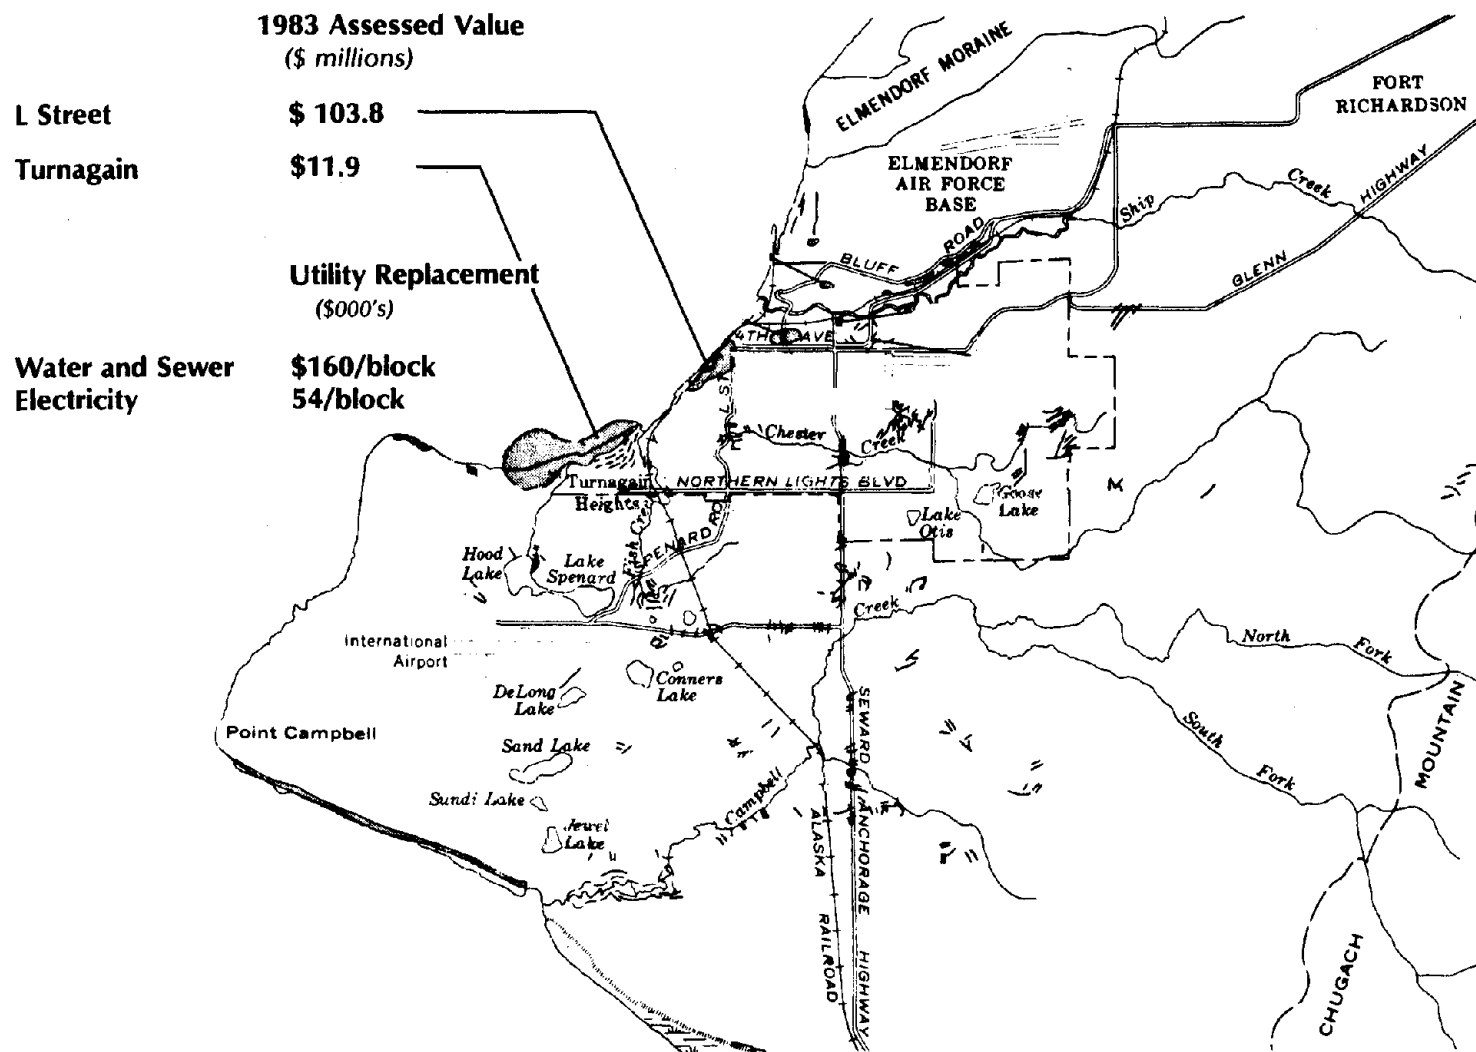 1983 Assessed Value
($ millions)
L Street $ 103.8
Turnagain $11.9
Utility Replacement
($000's)
Water and Sewer $160/block
Electricity 54/block
ELMENDORF MORAINE
FORT
RICHARDSON
ELMENDORF
AIR FORCE
BASE
Ship
Creek
GLENN
HIGHWAY
BLUFF
ROAD
4TH AVE
L ST
Chester
Creek
Turnagain
Heights
NORTHERN LIGHTS BLVD
Goose
Lake
Lake
Otis
Fish Creek
Hood
Lake
Lake
Spenard
International
Airport
Creek
North
Fork
DeLong
Lake
Conners
Lake
South
Fork
Point Campbell
Sand Lake
Sundi Lake
Jewel
Lake
Campbell
SEWARD
ANCHORAGE
HIGHWAY
ALASKA
RAILROAD
CHUGACH
MOUNTAIN